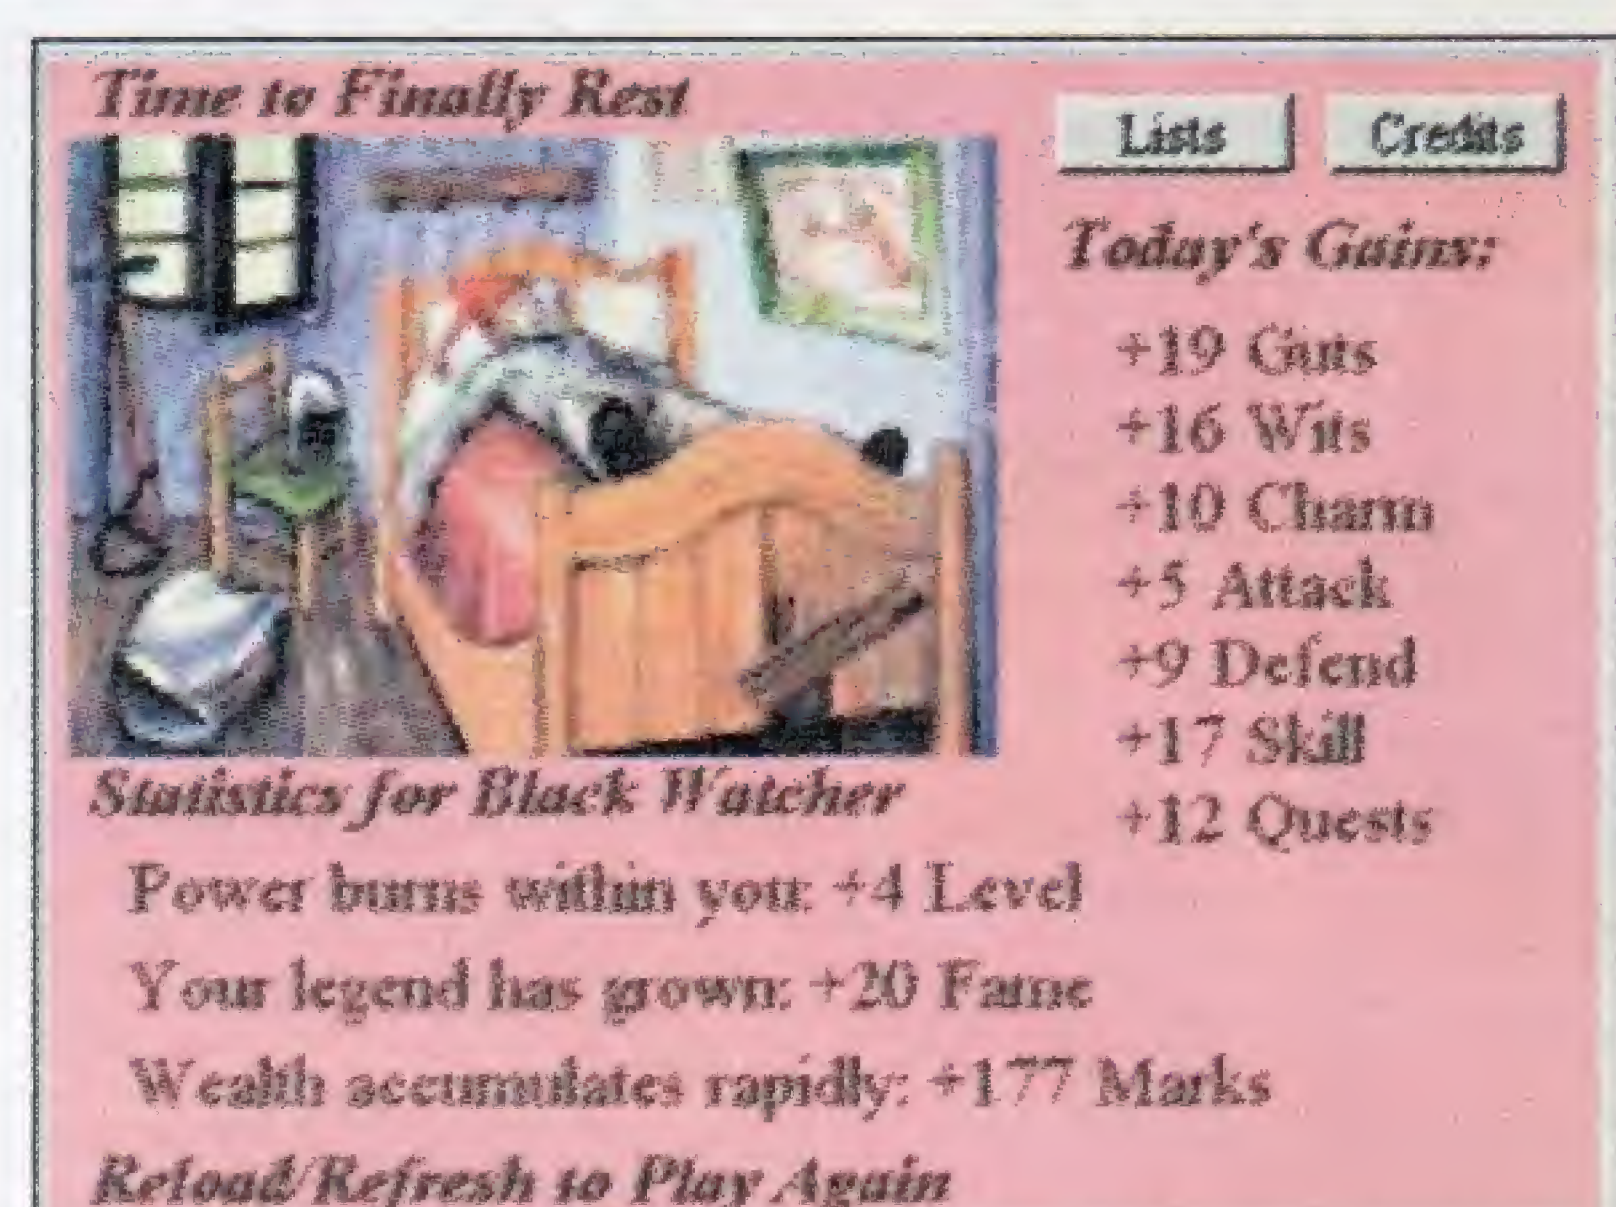 Time to Finally Rest
Lists
Credits
Today's Gains:
+19 Guts
+16 Wits
+10 Charm
+5 Attack
+9 Defend
+17 Skill
+12 Quests
Statistics for Black Watcher
Power burns within you: +4 Level
Your legend has grown: +20 Fame
Wealth accumulates rapidly: +177 Marks
Reload/Refresh to Play Again